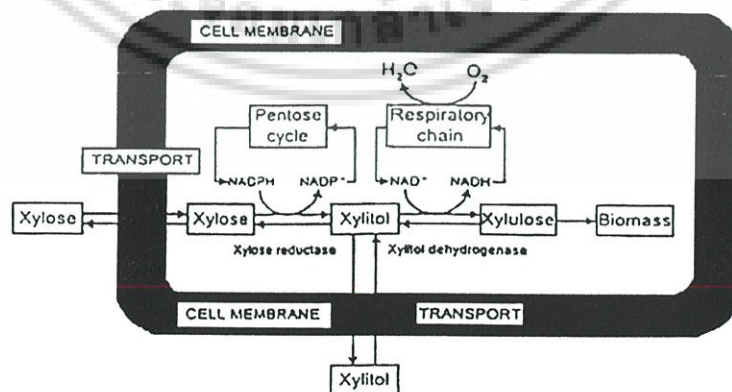 CELL MEMBRANE
H₂O O₂
Pentose cycle
Respiratory chain
TRANSPORT
NADPH NADP⁺ NAD⁺ NADH
Xylose Xylose Xylitol Xylulose Biomass
Xylose reductase Xylitol dehydrogenase
CELL MEMBRANE TRANSPORT
Xylitol